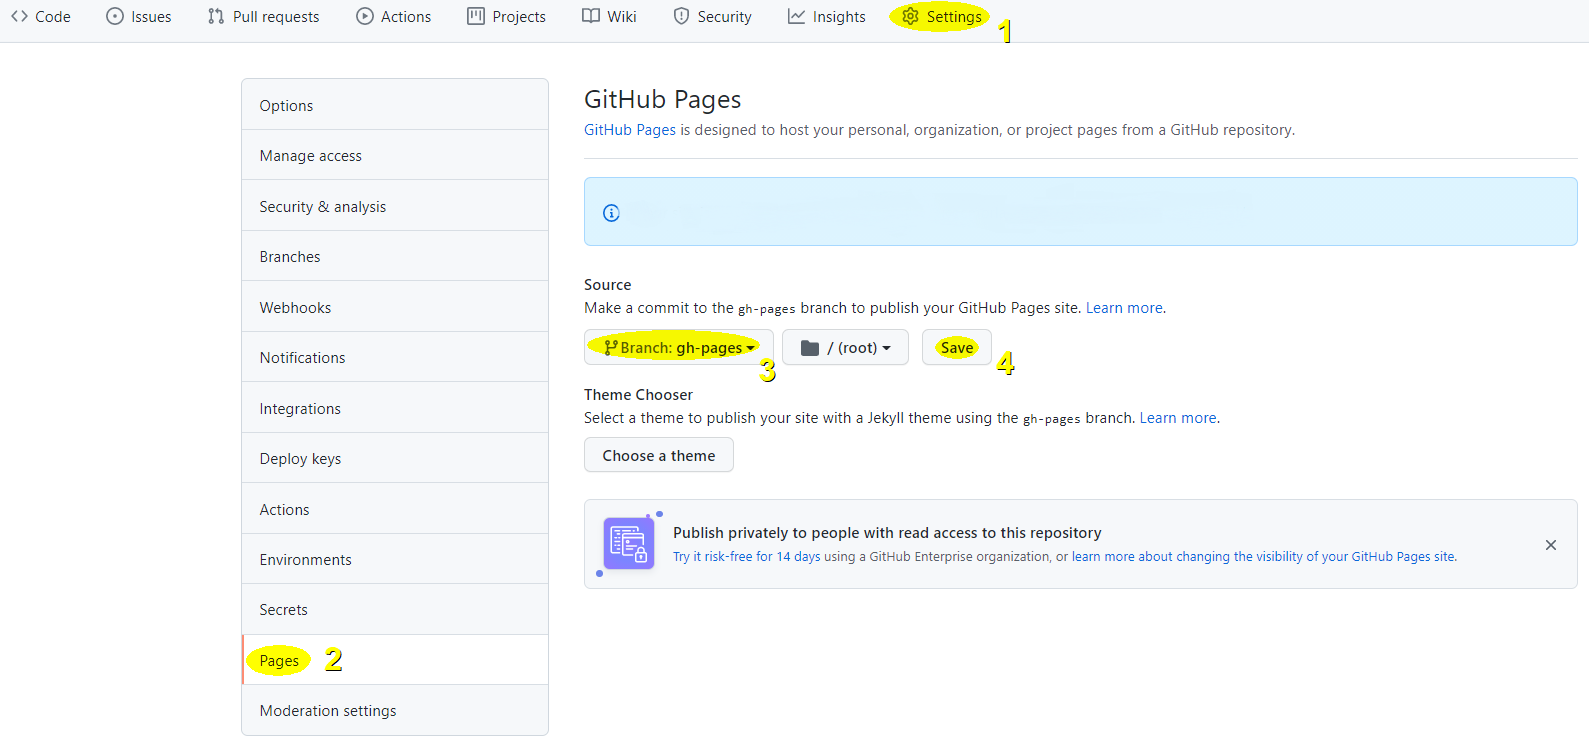 Code Issues Pull requests Actions Projects Wiki Security Insights Settings 1
Options
Manage access
Security & analysis
Branches
Webhooks
Notifications
Integrations
Deploy keys
Actions
Environments
Secrets
Pages 2
Moderation settings
GitHub Pages
GitHub Pages is designed to host your personal, organization, or project pages from a GitHub repository.
Source
Make a commit to the gh-pages branch to publish your GitHub Pages site. Learn more.
Branch: gh-pages 3 / (root) Save 4
Theme Chooser
Select a theme to publish your site with a Jekyll theme using the gh-pages branch. Learn more.
Choose a theme
Publish privately to people with read access to this repository
Try it risk-free for 14 days using a GitHub Enterprise organization, or learn more about changing the visibility of your GitHub Pages site.